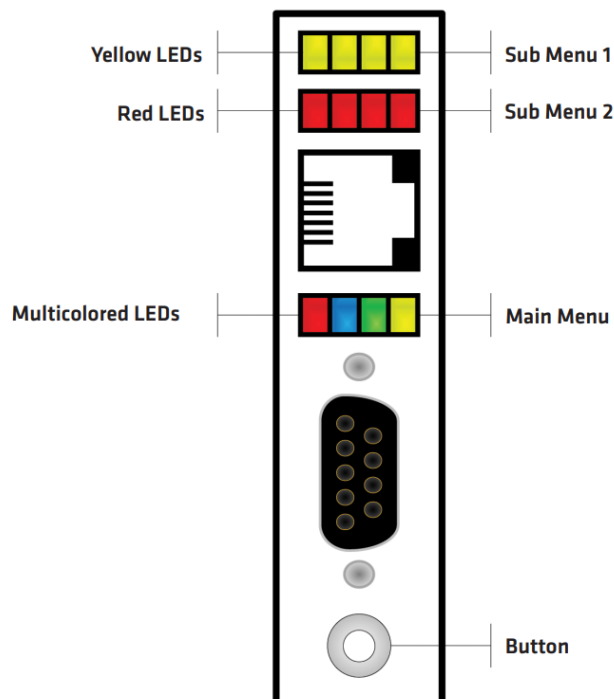 Yellow LEDs
Sub Menu 1
Red LEDs
Sub Menu 2
Multicolored LEDs
Main Menu
Button